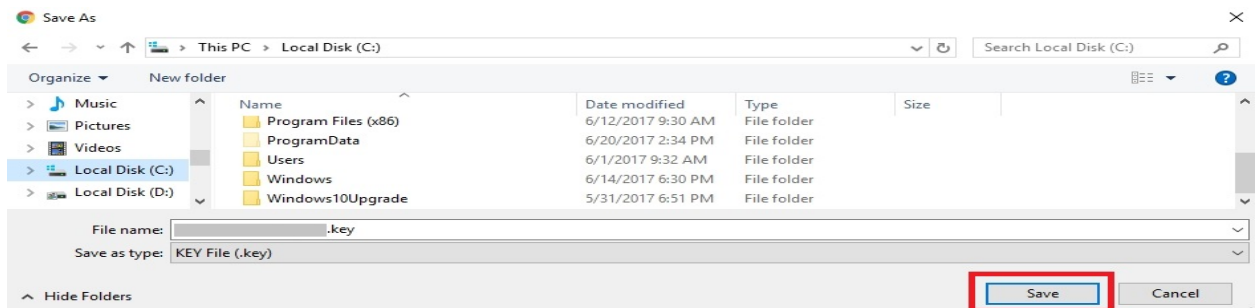 Save As
This PC > Local Disk (C:) Search Local Disk (C:)
Organize New folder
Name Date modified Type Size
Music
Pictures
Videos
Local Disk (C:)
Local Disk (D:)
Program Files (x86) 6/12/2017 9:30 AM File folder
ProgramData 6/20/2017 2:34 PM File folder
Users 6/1/2017 9:32 AM File folder
Windows 6/14/2017 6:30 PM File folder
Windows10Upgrade 5/31/2017 6:51 PM File folder
File name: .key
Save as type: KEY File (.key)
Hide Folders Save Cancel